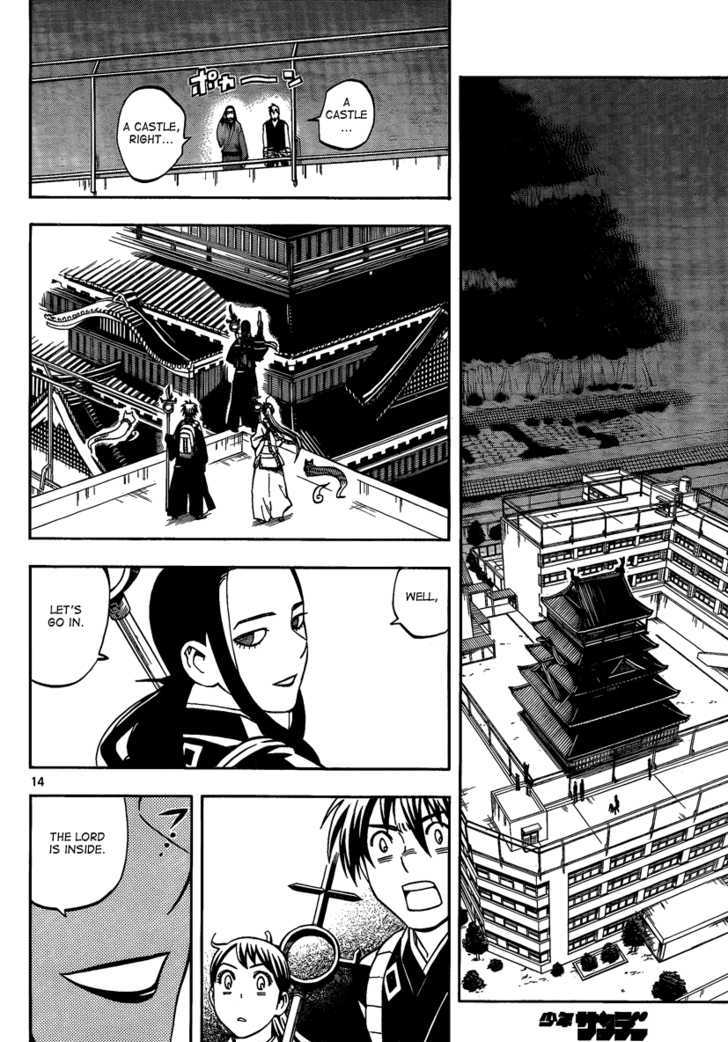 A
CASTLE
...
ポカーン
A CASTLE,
RIGHT...
WELL,
LET'S
GO IN.
14
THE LORD
IS INSIDE.
少年サンデー